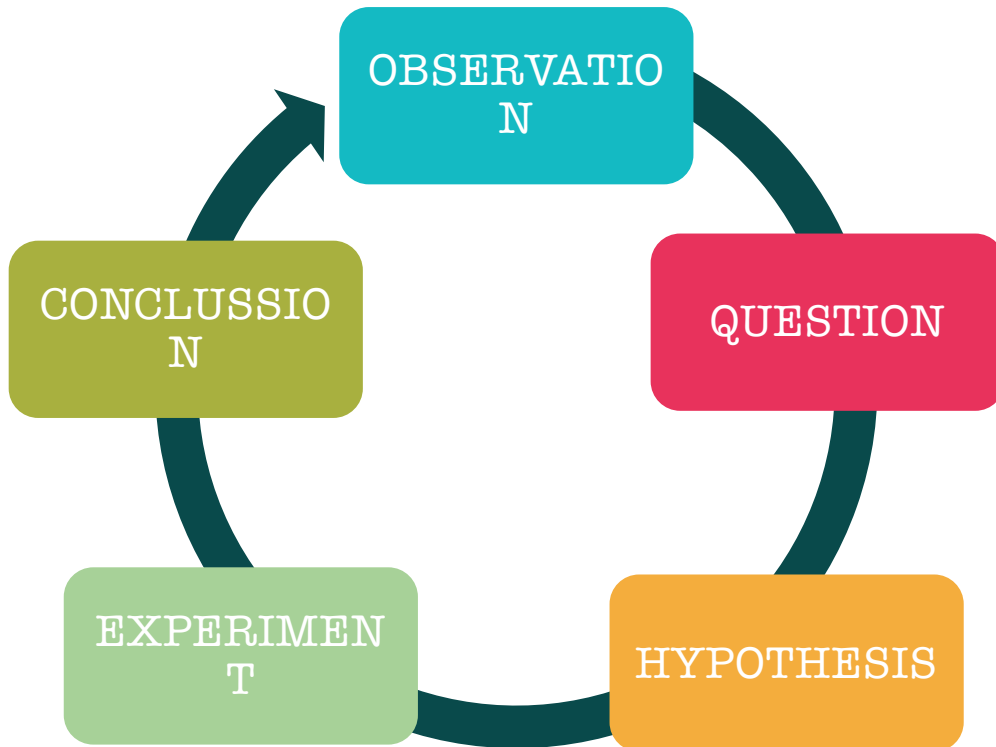 OBSERVATIO
N
QUESTION
HYPOTHESIS
EXPERIMEN
T
CONCLUSSIO
N